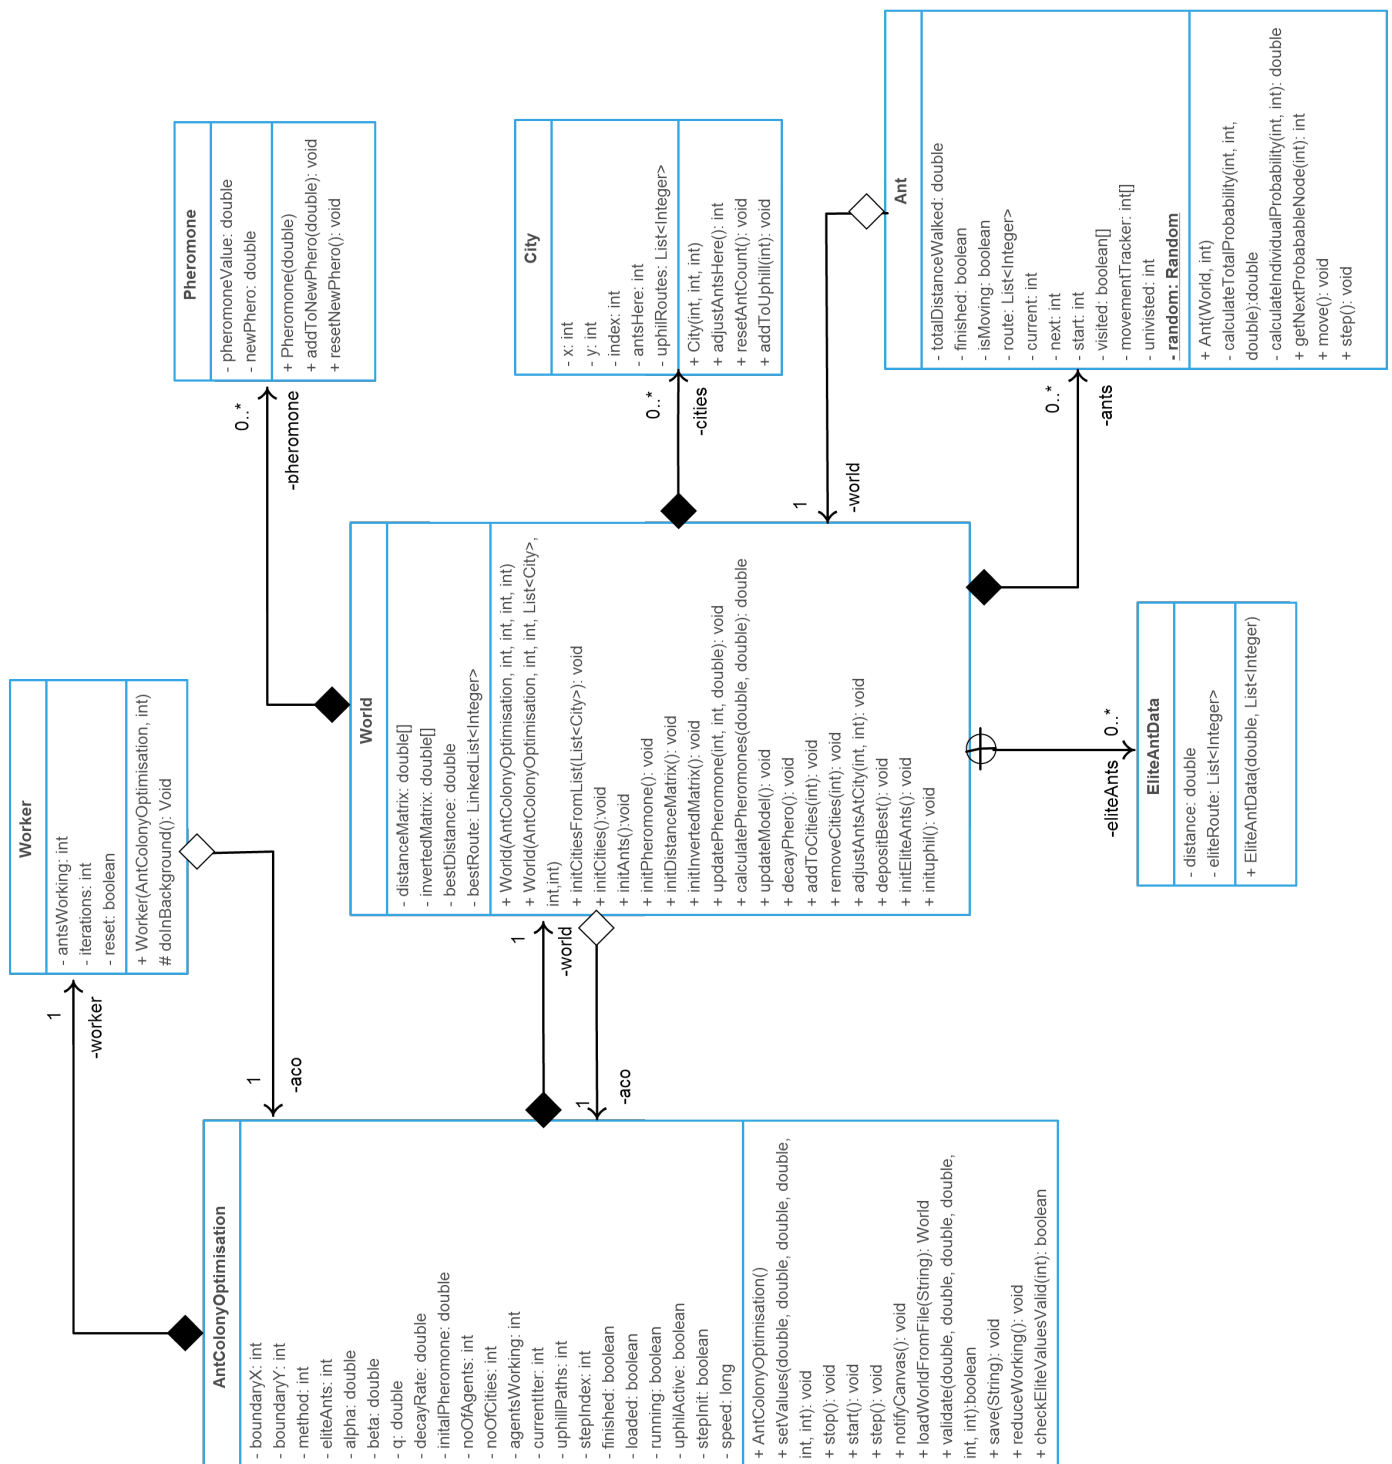 Worker
- antsWorking: int
- iterations: int
- reset: boolean
+ Worker(AntColonyOptimisation, int)
# doInBackground(): Void
1
-worker
1
-aco
AntColonyOptimisation
- boundaryX: int
- boundaryY: int
- method: int
- eliteAnts: int
- alpha: double
- beta: double
- q: double
- decayRate: double
- initalPheromone: double
- noOfAgents: int
- noOfCities: int
- agentsWorking: int
- currentIter: int
- uphillPaths: int
- stepIndex: int
- finished: boolean
- loaded: boolean
- running: boolean
- uphilActive: boolean
- stepInit: boolean
- speed: long
+ AntColonyOptimisation()
+ setValues(double, double, double, double,
int, int): void
+ stop(): void
+ start(): void
+ step(): void
+ notifyCanvas(): void
+ loadWorldFromFile(String): World
+ validate(double, double, double, double,
int, int):boolean
+ save(String): void
+ reduceWorking(): void
+ checkEliteValuesValid(int): boolean
1
-world
1
-aco
World
- distanceMatrix: double[]
- invertedMatrix: double[]
- bestDistance: double
- bestRoute: LinkedList<Integer>
+ World(AntColonyOptimisation, int, int, int, int)
+ World(AntColonyOptimisation, int, int, List<City>,
int,int)
+ initCitiesFromList(List<City>): void
+ initCities():void
+ initAnts():void
+ initPheromone(): void
+ initDistanceMatrix(): void
+ initInvertedMatrix(): void
+ updatePheromone(int, int, double): void
+ calculatePheromones(double, double): double
+ updateModel(): void
+ decayPhero(): void
+ addToCities(int): void
+ removeCities(int): void
+ adjustAntsAtCity(int, int): void
+ depositBest(): void
+ initEliteAnts(): void
+ inituphil(): void
0..*
-pheromone
Pheromone
- pheromoneValue: double
- newPhero: double
+ Pheromone(double)
+ addToNewPhero(double): void
+ resetNewPhero(): void
0..*
-cities
City
- x: int
- y: int
- index: int
- antsHere: int
- uphilRoutes: List<Integer>
+ City(int, int, int)
+ adjustAntsHere(): int
+ resetAntCount(): void
+ addToUphill(int): void
1
-world
0..*
-ants
Ant
- totalDistanceWalked: double
- finished: boolean
- isMoving: boolean
- route: List<Integer>
- current: int
- next: int
- start: int
- visited: boolean[]
- movementTracker: int[]
- univisted: int
- random: Random
+ Ant(World, int)
- calculateTotalProbability(int, int,
double):double
- calculateIndividualProbability(int, int): double
+ getNextProbabableNode(int): int
+ move(): void
+ step(): void
-eliteAnts
0..*
EliteAntData
- distance: double
- eliteRoute: List<Integer>
+ EliteAntData(double, List<Integer)